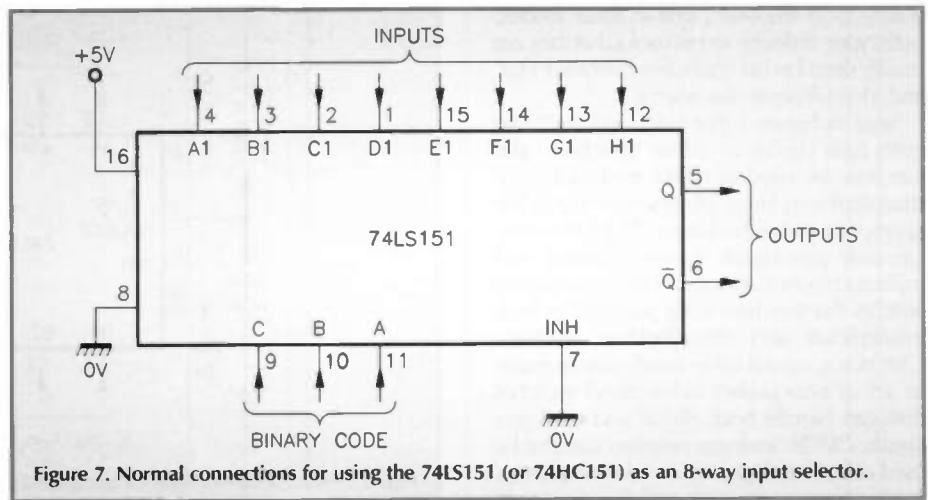 INPUTS
+5V
4 3 2 1 15 14 13 12
A1 B1 C1 D1 E1 F1 G1 H1
16
Q 5
74LS151
OUTPUTS
Q̅ 6
8
C B A INH
0V
9 10 11 7
BINARY CODE
0V
Figure 7. Normal connections for using the 74LS151 (or 74HC151) as an 8-way input selector.